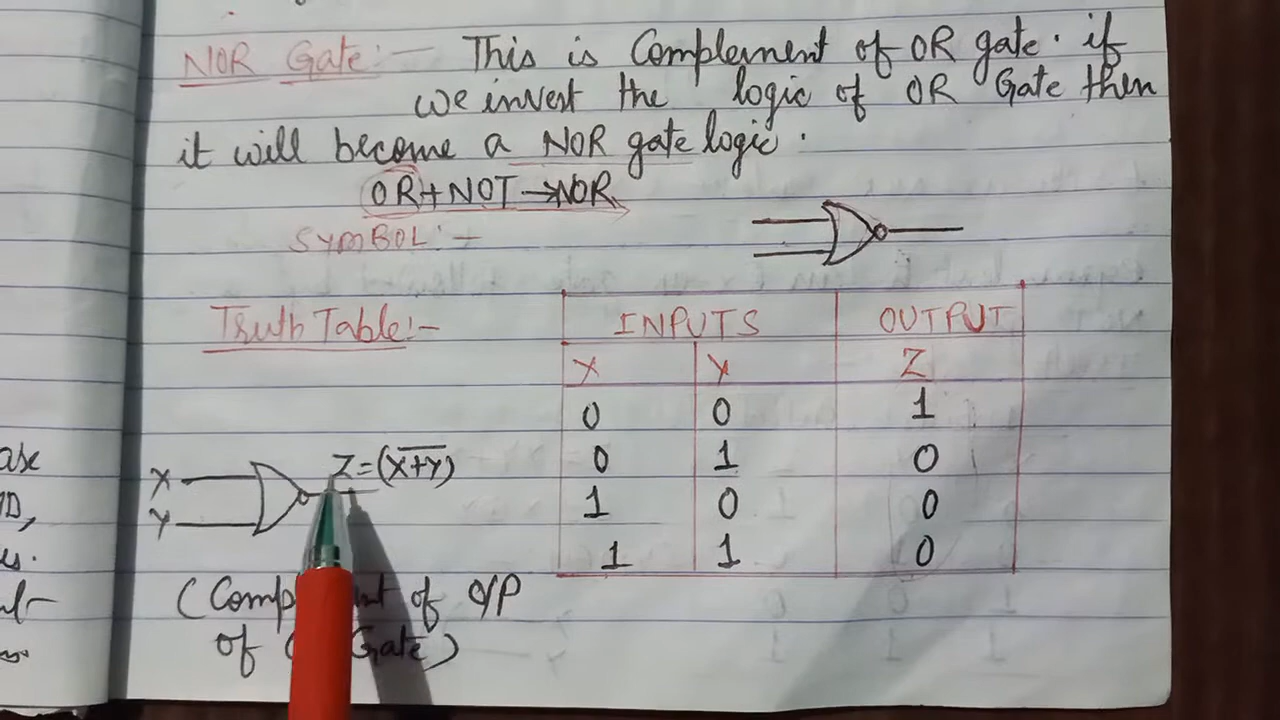 NOR Gate:- This is Complement of OR gate. if
we invert the logic of OR Gate then
it will become a NOR gate logic.
OR+NOT→NOR
SYMBOL:-
Truth Table:-
INPUTS OUTPUT
X Y Z
0 0 1
0 1 0
1 0 0
1 1 0
X
Y
Z=(\overline{X+Y})
of O/P
of Gate)